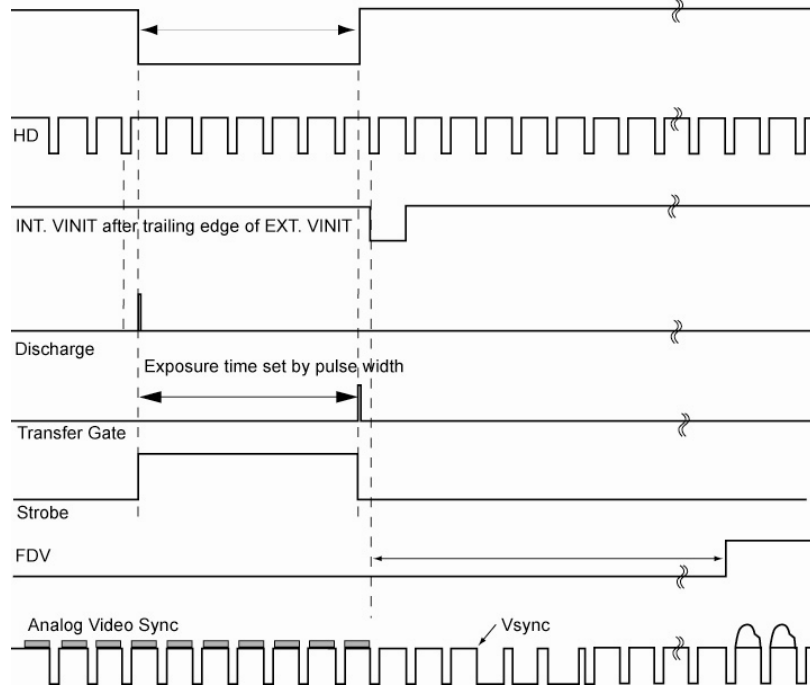 HD
INT. VINIT after trailing edge of EXT. VINIT
Discharge
Exposure time set by pulse width
Transfer Gate
Strobe
FDV
Analog Video Sync
Vsync